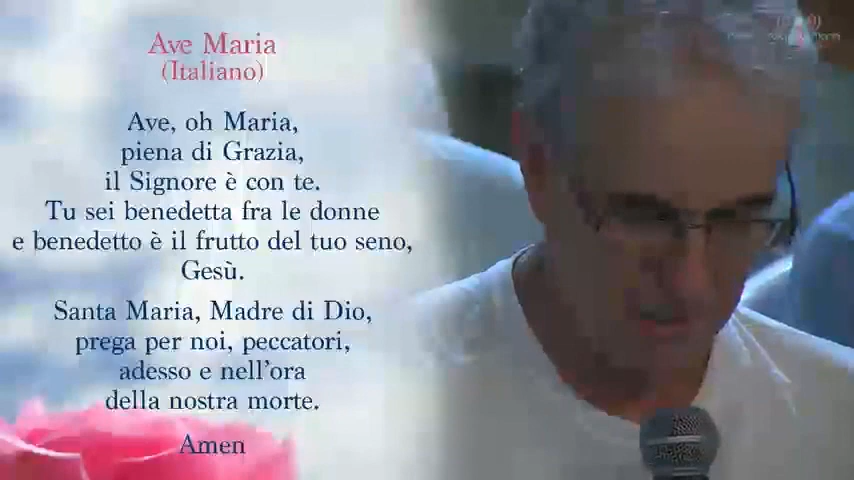 Ave Maria
(Italiano)
Ave, oh Maria,
piena di Grazia,
il Signore è con te.
Tu sei benedetta fra le donne
e benedetto è il frutto del tuo seno,
Gesù.
Santa Maria, Madre di Dio,
prega per noi, peccatori,
adesso e nell'ora
della nostra morte.
Amen